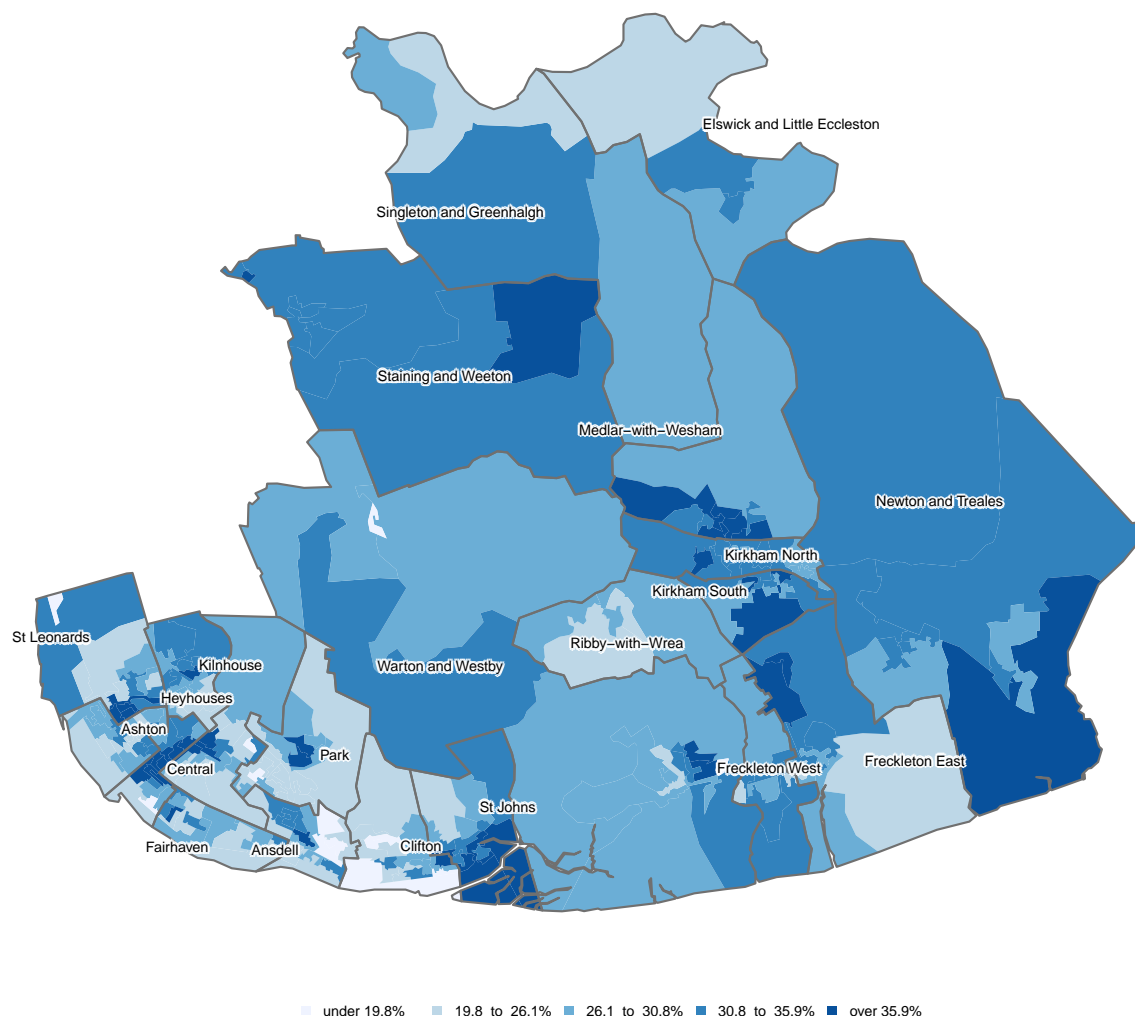 Elswick and Little Eccleston
Singleton and Greenhalgh
Staining and Weeton
Medlar−with−Wesham
Newton and Treales
Kirkham North
Kirkham South
St Leonards
Ribby−with−Wrea
Kilnhouse
Warton and Westby
Heyhouses
Ashton
Park
Freckleton East
Central
Freckleton West
St Johns
Fairhaven
Ansdell
Clifton
under 19.8% 19.8 to 26.1% 26.1 to 30.8% 30.8 to 35.9% over 35.9%